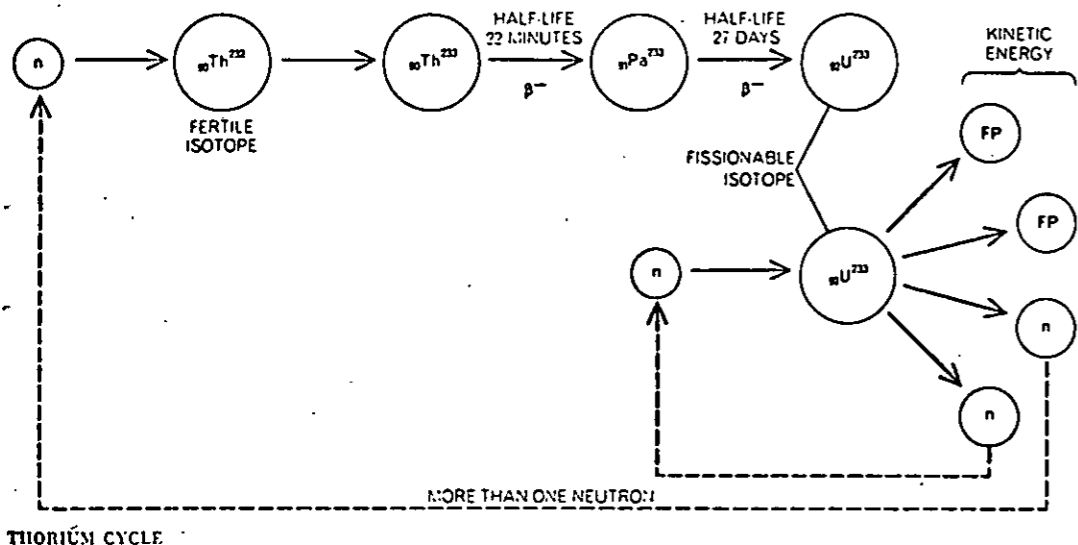 HALF-LIFE
22 MINUTES
HALF-LIFE
27 DAYS
KINETIC
ENERGY
n
₉₀Th²³²
₉₀Th²³³
β⁻
₉₁Pa²³³
β⁻
₉₂U²³³
FERTILE
ISOTOPE
FP
FISSIONABLE
ISOTOPE
FP
n
U²³³
n
n
MORE THAN ONE NEUTRON
THORIUM CYCLE